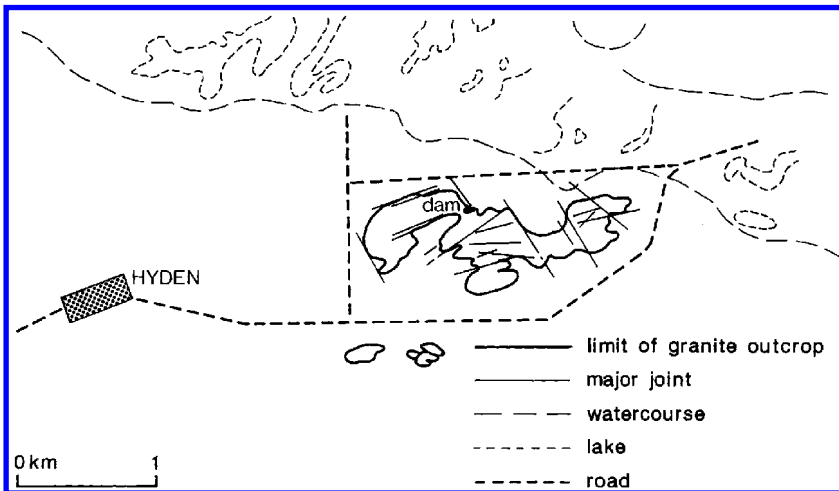 dam
HYDEN
limit of granite outcrop
major joint
watercourse
lake
road
0 km 1